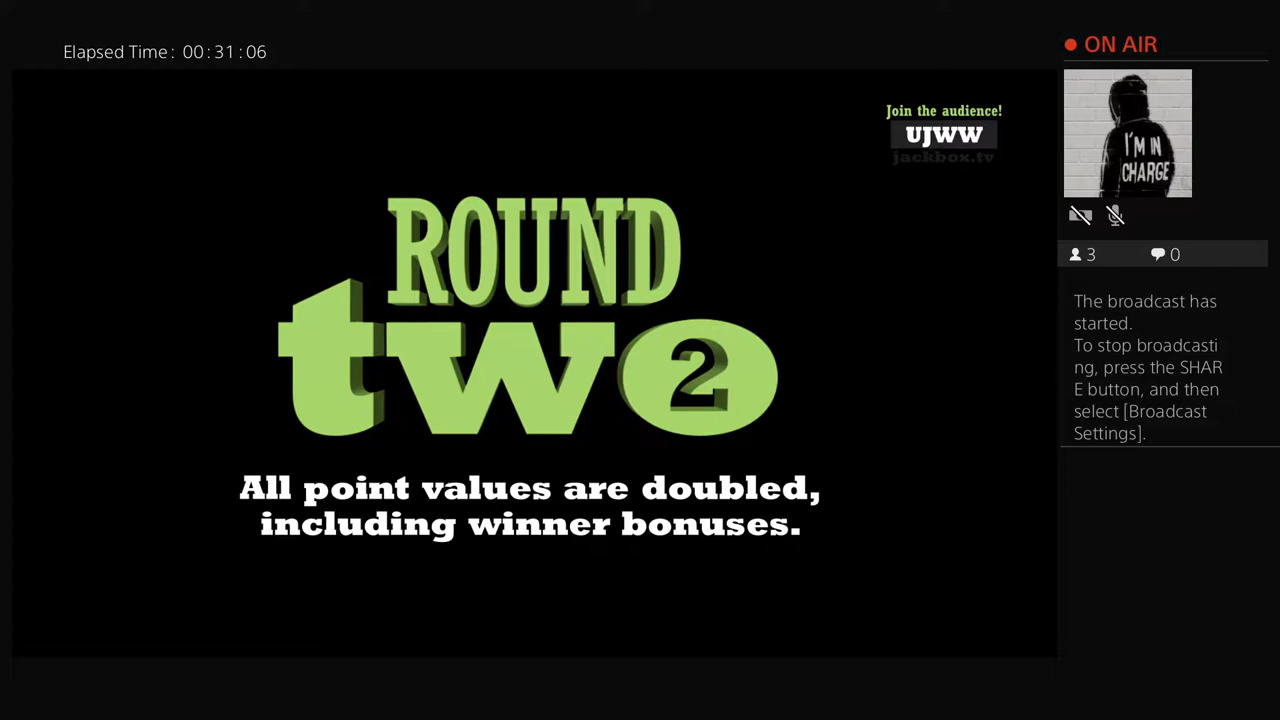 Elapsed Time: 00:31:06
ON AIR
Join the audience!
UJWW
jackbox.tv
I'M IN
CHARGE
ROUND
two
2
3
0
All point values are doubled,
including winner bonuses.
The broadcast has
started.
To stop broadcasti
ng, press the SHAR
E button, and then
select [Broadcast
Settings].